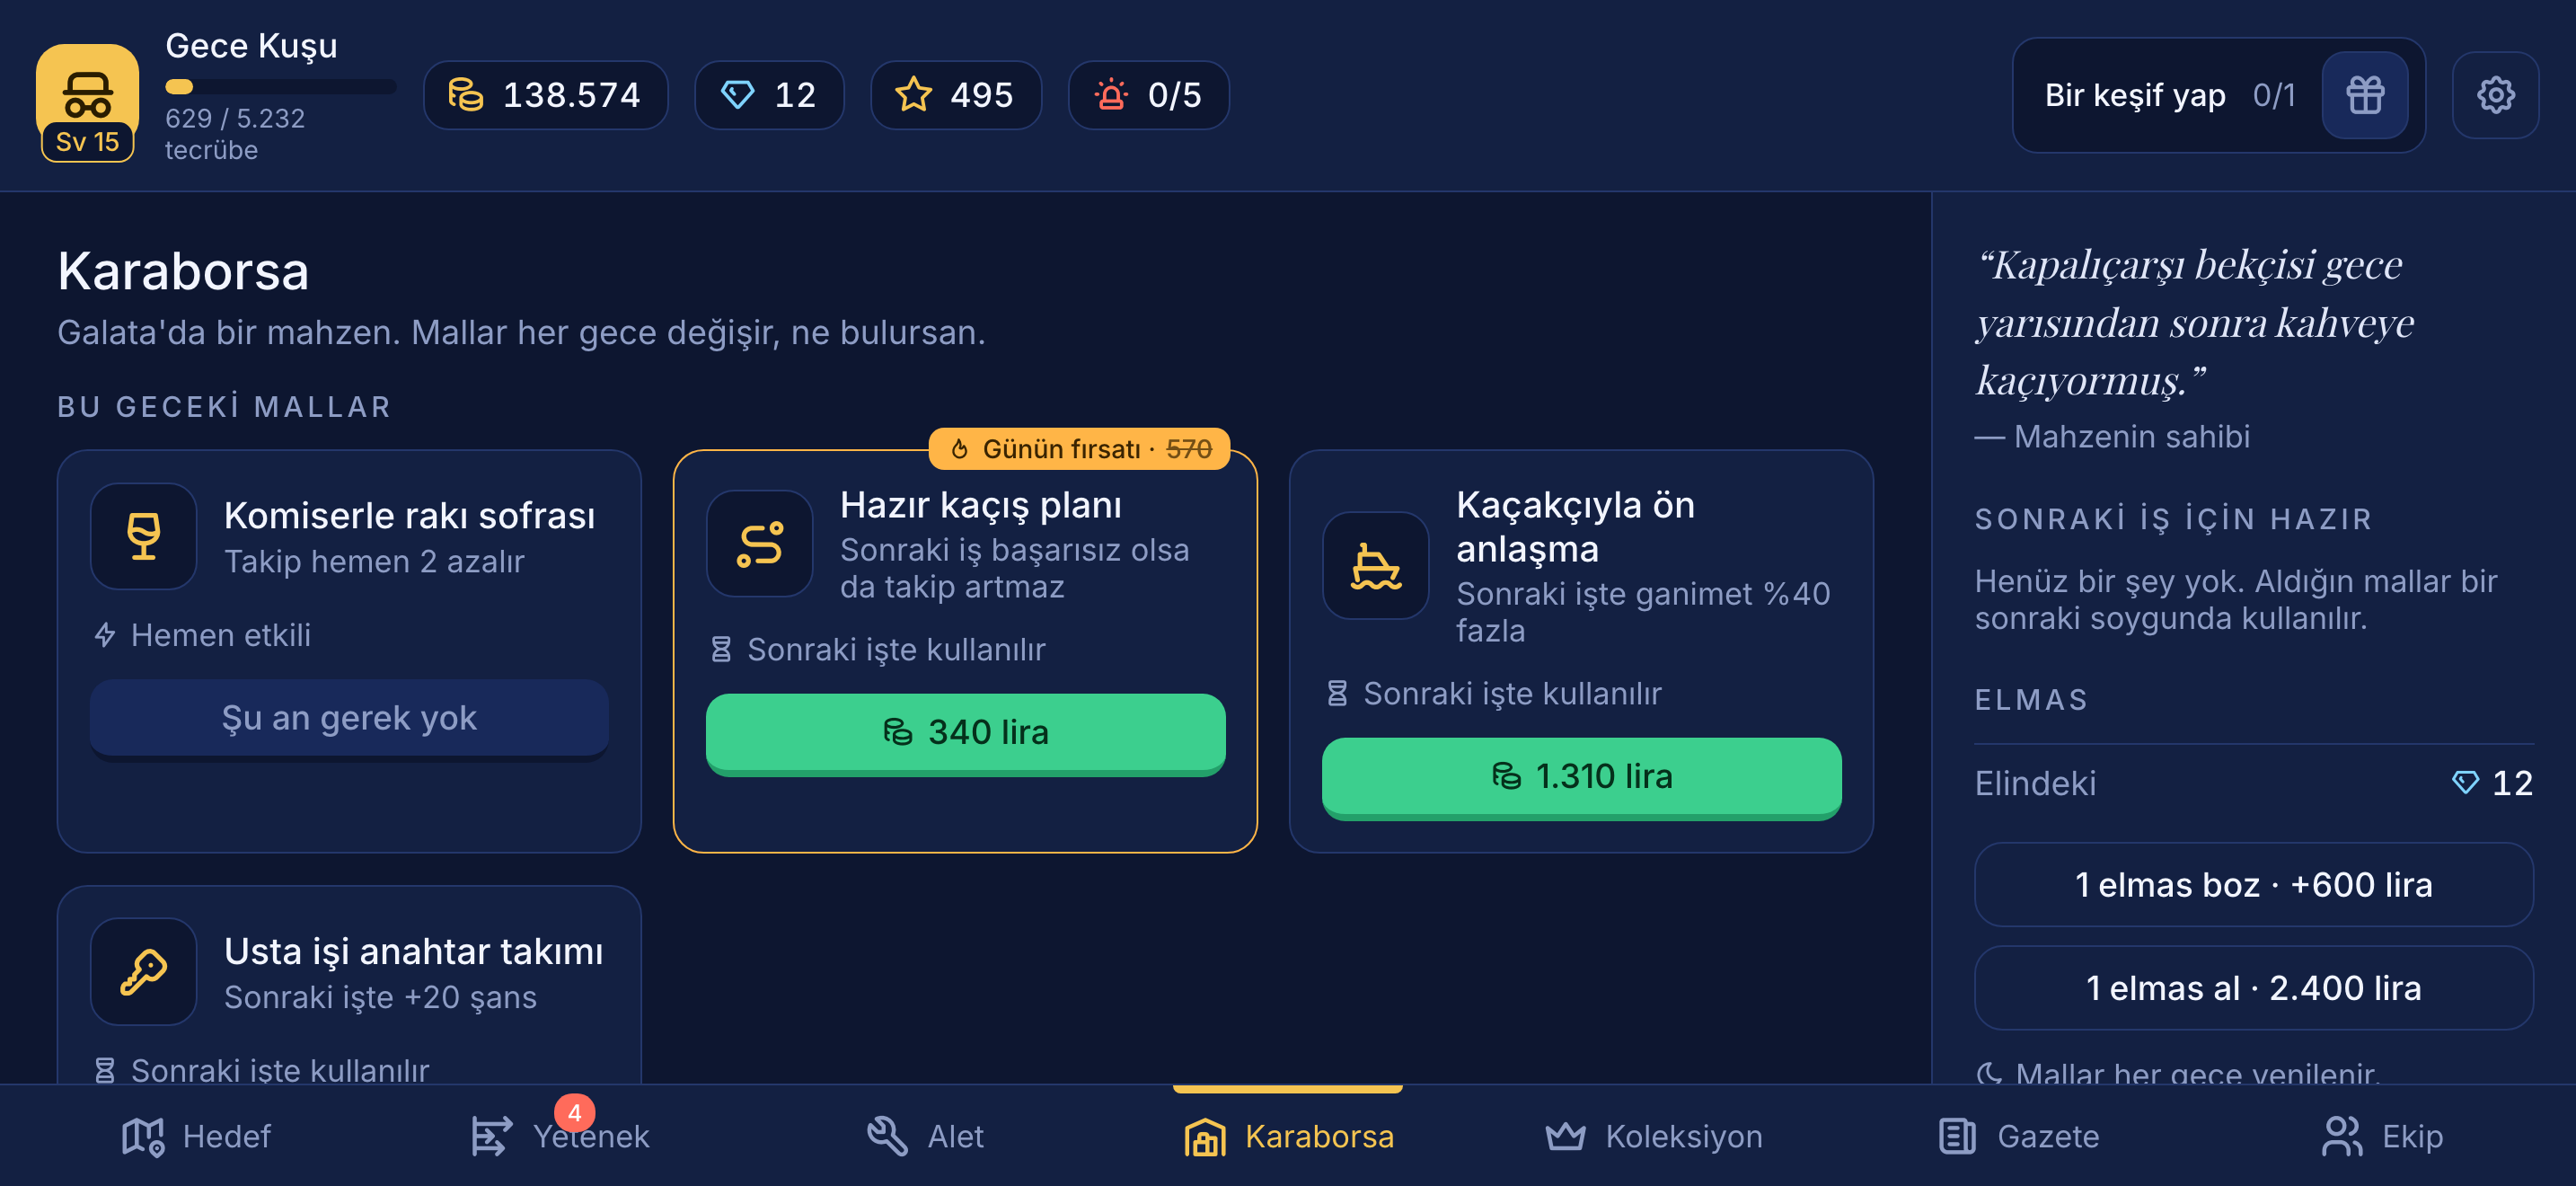 Gece Kuşu
629 / 5.232
tecrübe
Sv 15
138.574
12
495
0/5
Bir keşif yap 0/1
Karaborsa
Galata'da bir mahzen. Mallar her gece değişir, ne bulursan.
BU GECEKİ MALLAR
Komiserle rakı sofrası
Takip hemen 2 azalır
Hemen etkili
Şu an gerek yok
Günün fırsatı · 570
Hazır kaçış planı
Sonraki iş başarısız olsa
da takip artmaz
Sonraki işte kullanılır
340 lira
Kaçakçıyla ön
anlaşma
Sonraki işte ganimet %40
fazla
Sonraki işte kullanılır
1.310 lira
Usta işi anahtar takımı
Sonraki işte +20 şans
Sonraki işte kullanılır
“Kapalıçarşı bekçisi gece
yarısından sonra kahveye
kaçıyormuş.”
— Mahzenin sahibi
SONRAKİ İŞ İÇİN HAZIR
Henüz bir şey yok. Aldığın mallar bir
sonraki soygunda kullanılır.
ELMAS
Elindeki 12
1 elmas boz · +600 lira
1 elmas al · 2.400 lira
Mallar her gece yenilenir.
Hedef
4
Yetenek
Alet
Karaborsa
Koleksiyon
Gazete
Ekip